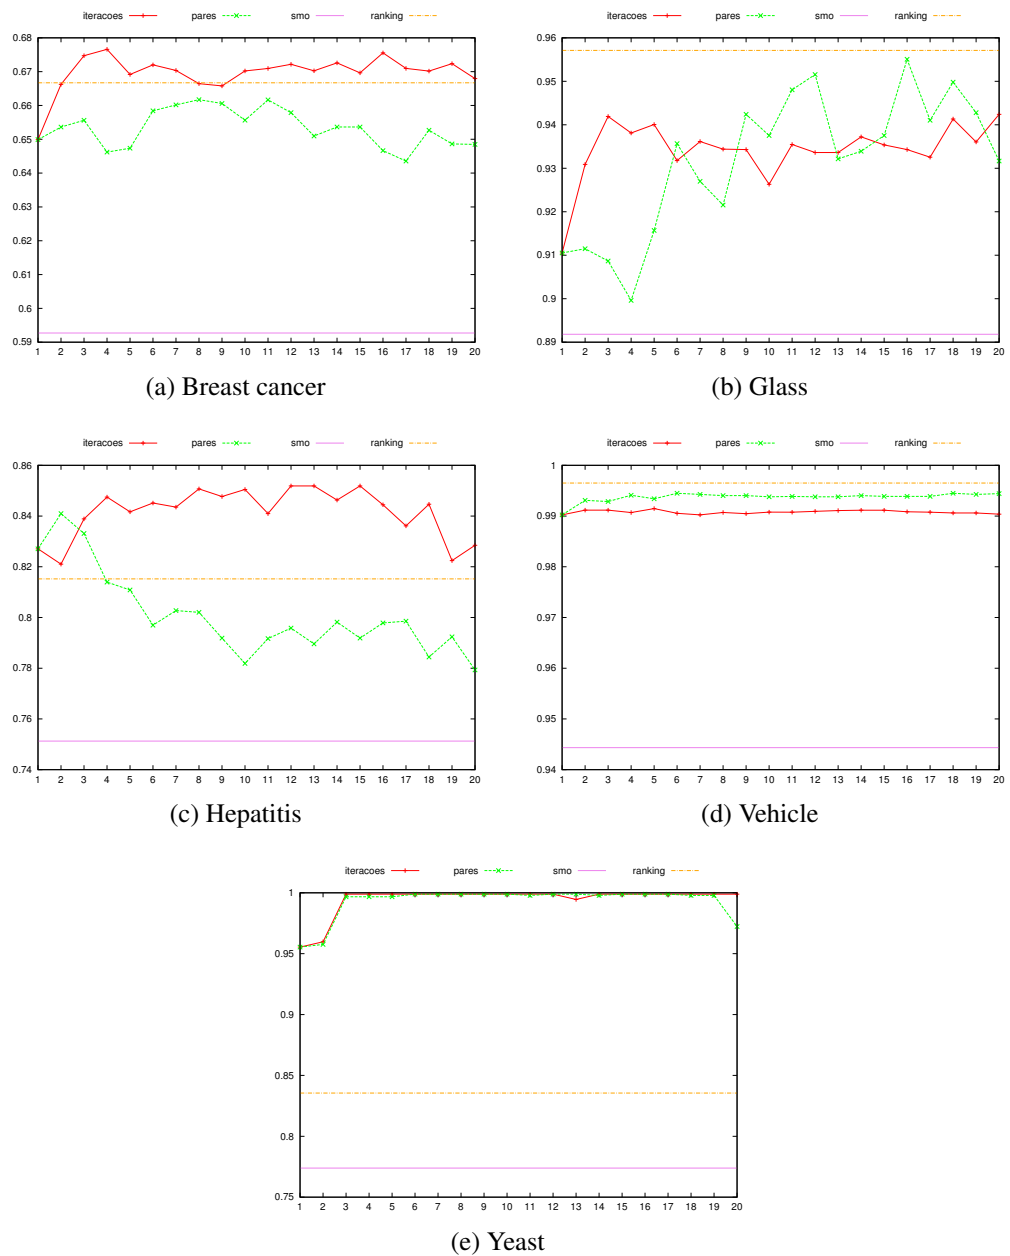 iteracoes pares smo ranking
0.68
0.67
0.66
0.65
0.64
0.63
0.62
0.61
0.6
0.59
1 2 3 4 5 6 7 8 9 10 11 12 13 14 15 16 17 18 19 20
(a) Breast cancer
iteracoes pares smo ranking
0.96
0.95
0.94
0.93
0.92
0.91
0.9
0.89
1 2 3 4 5 6 7 8 9 10 11 12 13 14 15 16 17 18 19 20
(b) Glass
iteracoes pares smo ranking
0.86
0.84
0.82
0.8
0.78
0.76
0.74
1 2 3 4 5 6 7 8 9 10 11 12 13 14 15 16 17 18 19 20
(c) Hepatitis
iteracoes pares smo ranking
1
0.99
0.98
0.97
0.96
0.95
0.94
1 2 3 4 5 6 7 8 9 10 11 12 13 14 15 16 17 18 19 20
(d) Vehicle
iteracoes pares smo ranking
1
0.95
0.9
0.85
0.8
0.75
1 2 3 4 5 6 7 8 9 10 11 12 13 14 15 16 17 18 19 20
(e) Yeast